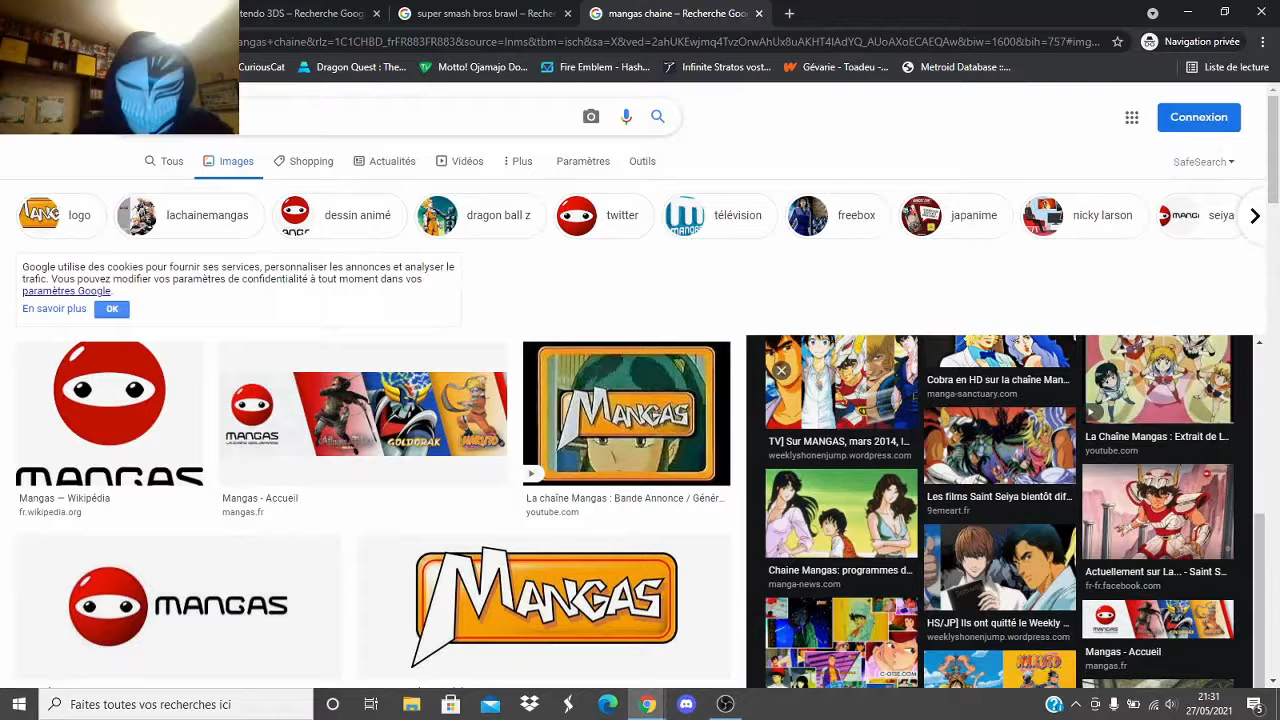 tendo 3DS – Recherche Goog
super smash bros brawl – Recher
mangas chaine – Recherche Goo
angas+chaine&rlz=1C1CHBD_frFR883FR883&source=lnms&tbm=isch&sa=X&ved=2ahUKEwjmq4TvzOrwAhUx8uAKHT4IAdYQ_AUoAXoECAEQAw&biw=1600&bih=757#img...
Navigation privée
CuriousCat
Dragon Quest : The...
Motto! Ojamajo Do...
Fire Emblem - Hash...
Infinite Stratos vost...
Gévarie - Toadeu -...
Metroid Database ::...
Liste de lecture
Connexion
Tous
Images
Shopping
Actualités
Vidéos
Plus
Paramètres
Outils
SafeSearch
logo
lachainemangas
dessin animé
dragon ball z
twitter
télévision
freebox
japanime
nicky larson
seiya
Google utilise des cookies pour fournir ses services, personnaliser les annonces et analyser le
trafic. Vous pouvez modifier vos paramètres de confidentialité à tout moment dans vos
paramètres Google.
En savoir plus
OK
MANGAS
Mangas — Wikipédia
fr.wikipedia.org
MANGAS
GOLDORAK
NARUTO
Mangas - Accueil
mangas.fr
MANGAS
La chaîne Mangas : Bande Annonce / Génér...
youtube.com
MANGAS
MANGAS
TV] Sur MANGAS, mars 2014, l...
weeklyshonenjump.wordpress.com
Chaine Mangas: programmes d...
manga-news.com
C-OTSE.COM
Cobra en HD sur la chaîne Man...
manga-sanctuary.com
Les films Saint Seiya bientôt dif...
9emeart.fr
HS/JP] Ils ont quitté le Weekly ...
weeklyshonenjump.wordpress.com
NARUTO
La Chaîne Mangas : Extrait de L...
youtube.com
Actuellement sur La... - Saint S...
fr-fr.facebook.com
Mangas - Accueil
mangas.fr
Faites toutes vos recherches ici
21:31
27/05/2021